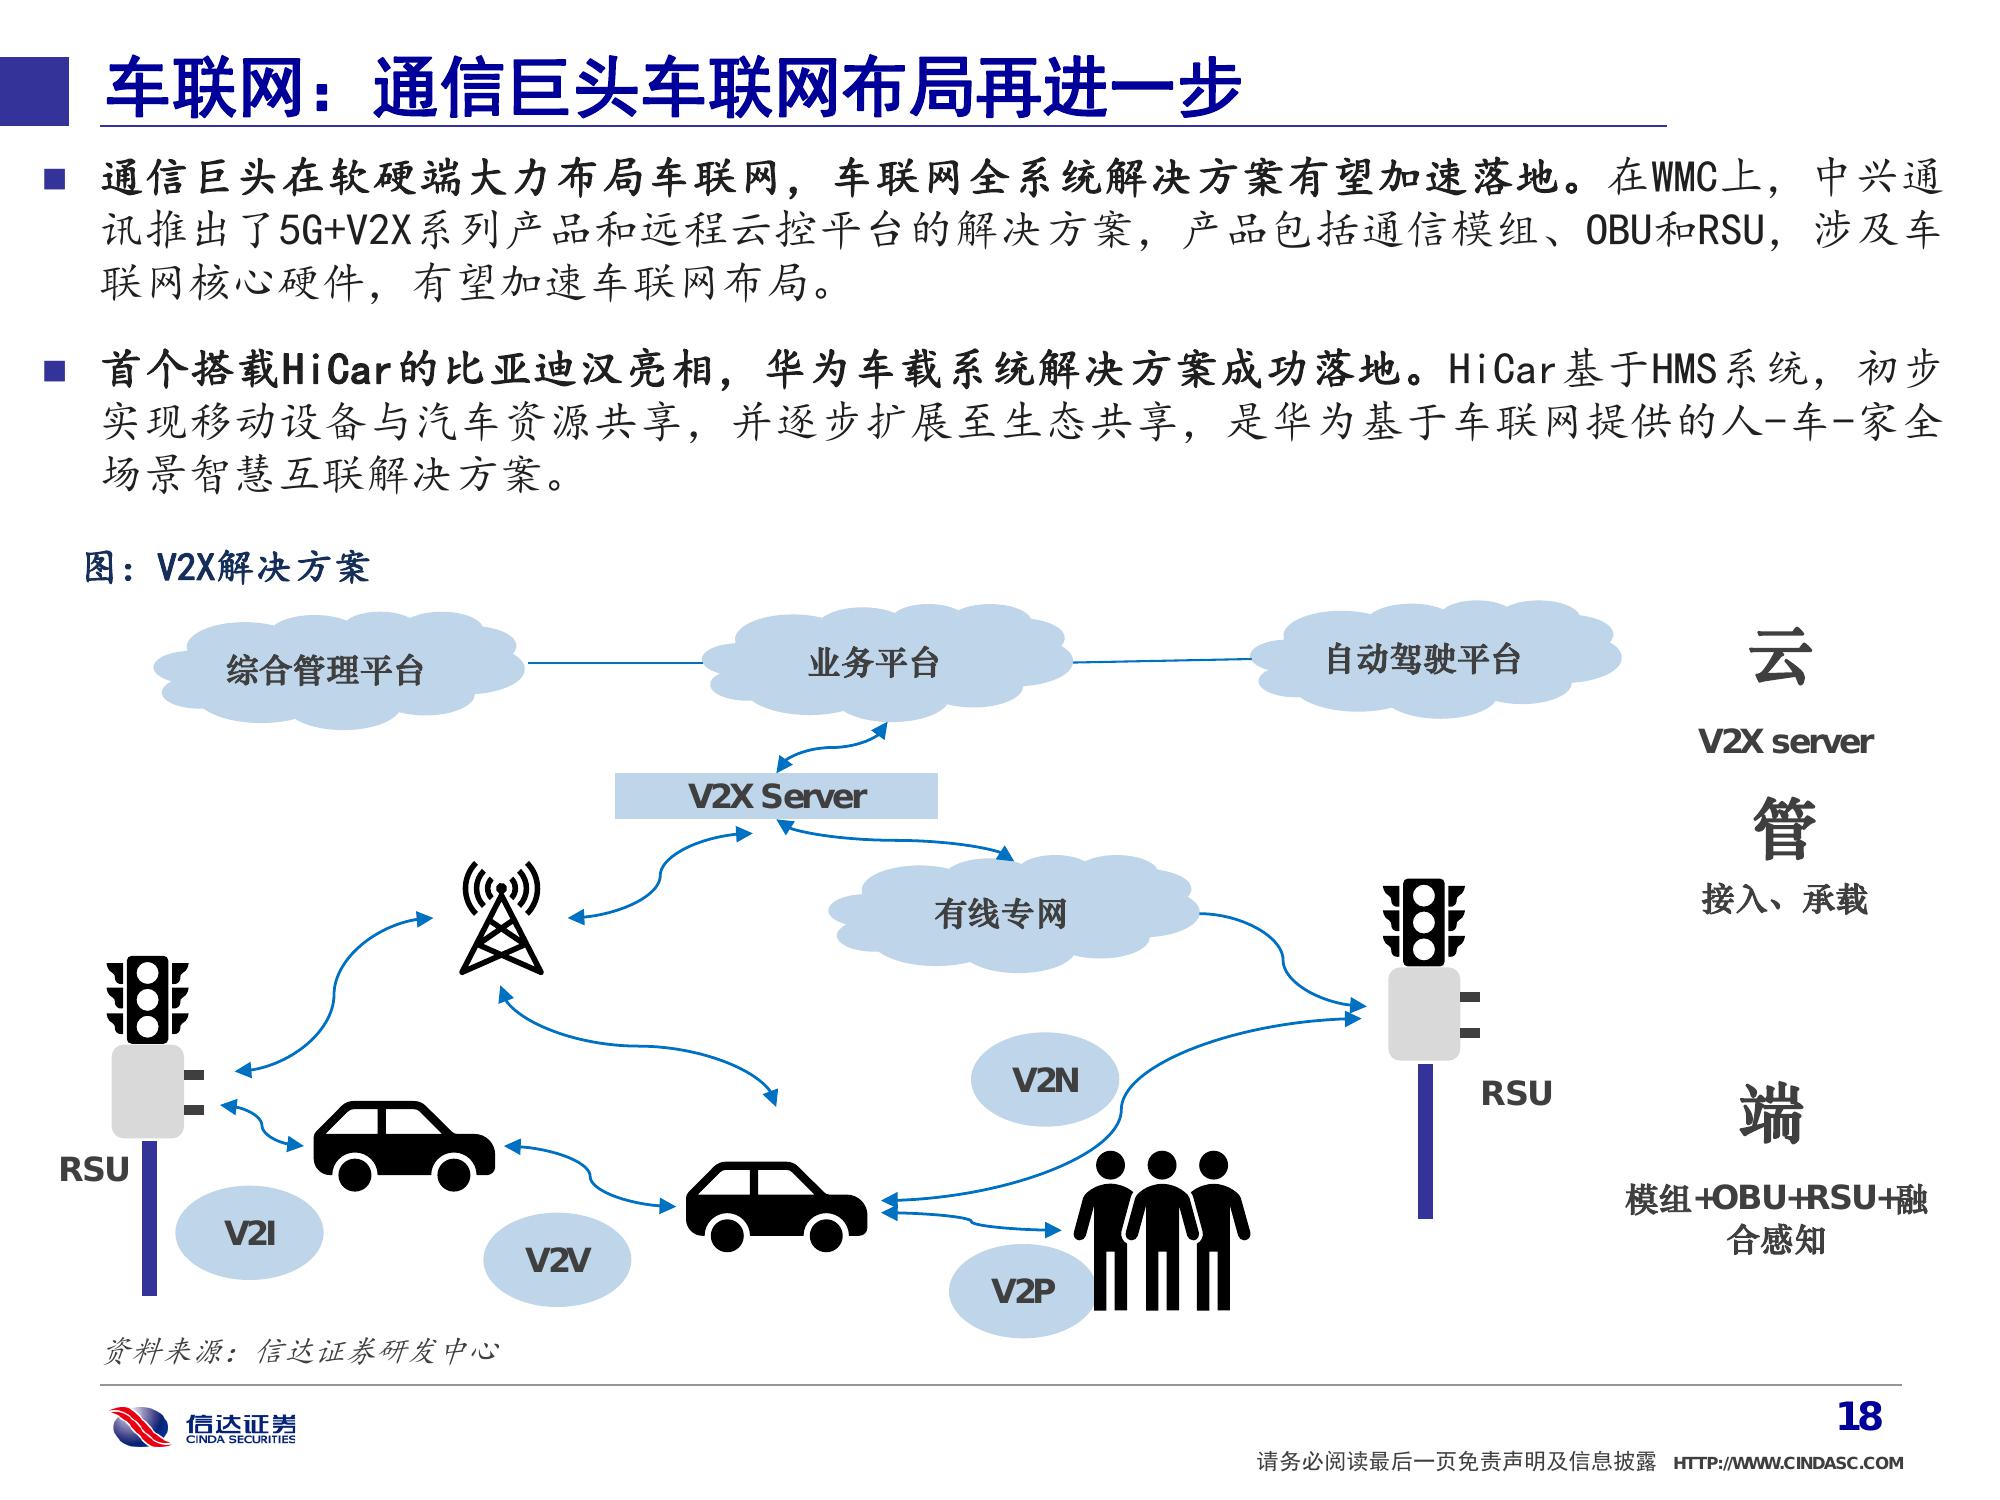 车联网：通信巨头车联网布局再进一步
■ 通信巨头在软硬端大力布局车联网，车联网全系统解决方案有望加速落地。在WMC上，中兴通
讯推出了5G+V2X系列产品和远程云控平台的解决方案，产品包括通信模组、OBU和RSU，涉及车
联网核心硬件，有望加速车联网布局。
■ 首个搭载HiCar的比亚迪汉亮相，华为车载系统解决方案成功落地。HiCar基于HMS系统，初步
实现移动设备与汽车资源共享，并逐步扩展至生态共享，是华为基于车联网提供的人-车-家全
场景智慧互联解决方案。
图：V2X解决方案
综合管理平台
业务平台
自动驾驶平台
云
V2X server
V2X Server
管
接入、承载
有线专网
V2N
RSU
端
RSU
模组+OBU+RSU+融
合感知
V2I
V2V
V2P
资料来源：信达证券研发中心
信达证券
CINDA SECURITIES
18
请务必阅读最后一页免责声明及信息披露 HTTP://WWW.CINDASC.COM